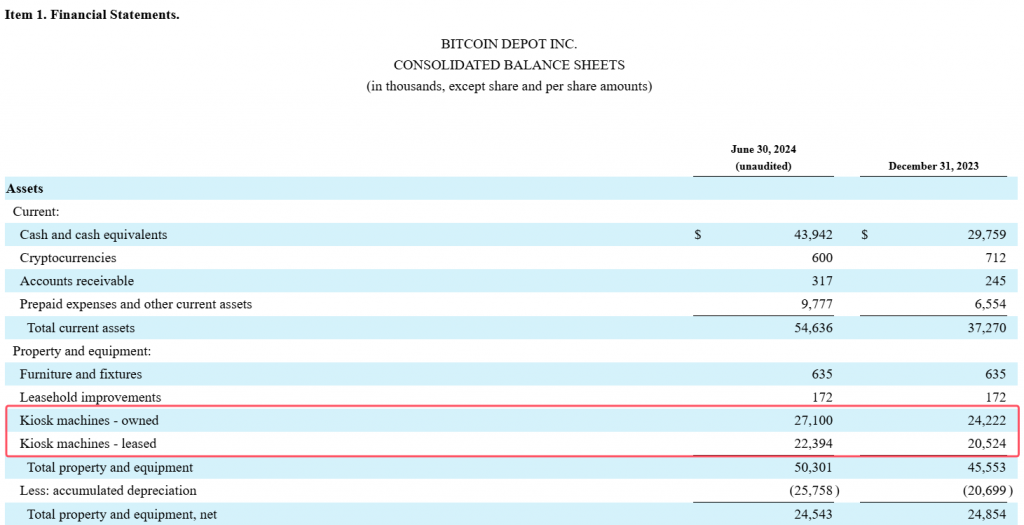 Item 1. Financial Statements.
BITCOIN DEPOT INC.
CONSOLIDATED BALANCE SHEETS
(in thousands, except share and per share amounts)
June 30, 2024
(unaudited) December 31, 2023
Assets
Current:
Cash and cash equivalents $ 43,942 $ 29,759
Cryptocurrencies 600 712
Accounts receivable 317 245
Prepaid expenses and other current assets 9,777 6,554
Total current assets 54,636 37,270
Property and equipment:
Furniture and fixtures 635 635
Leasehold improvements 172 172
Kiosk machines - owned 27,100 24,222
Kiosk machines - leased 22,394 20,524
Total property and equipment 50,301 45,553
Less: accumulated depreciation (25,758 ) (20,699 )
Total property and equipment, net 24,543 24,854